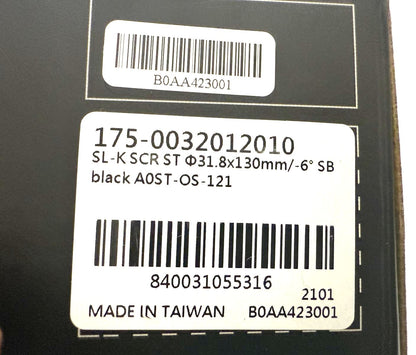 B0AA423001
175-0032012010
SL-K SCR ST Φ31.8x130mm/-6° SB
black A0ST-OS-121
840031055316
2101
MADE IN TAIWAN B0AA423001